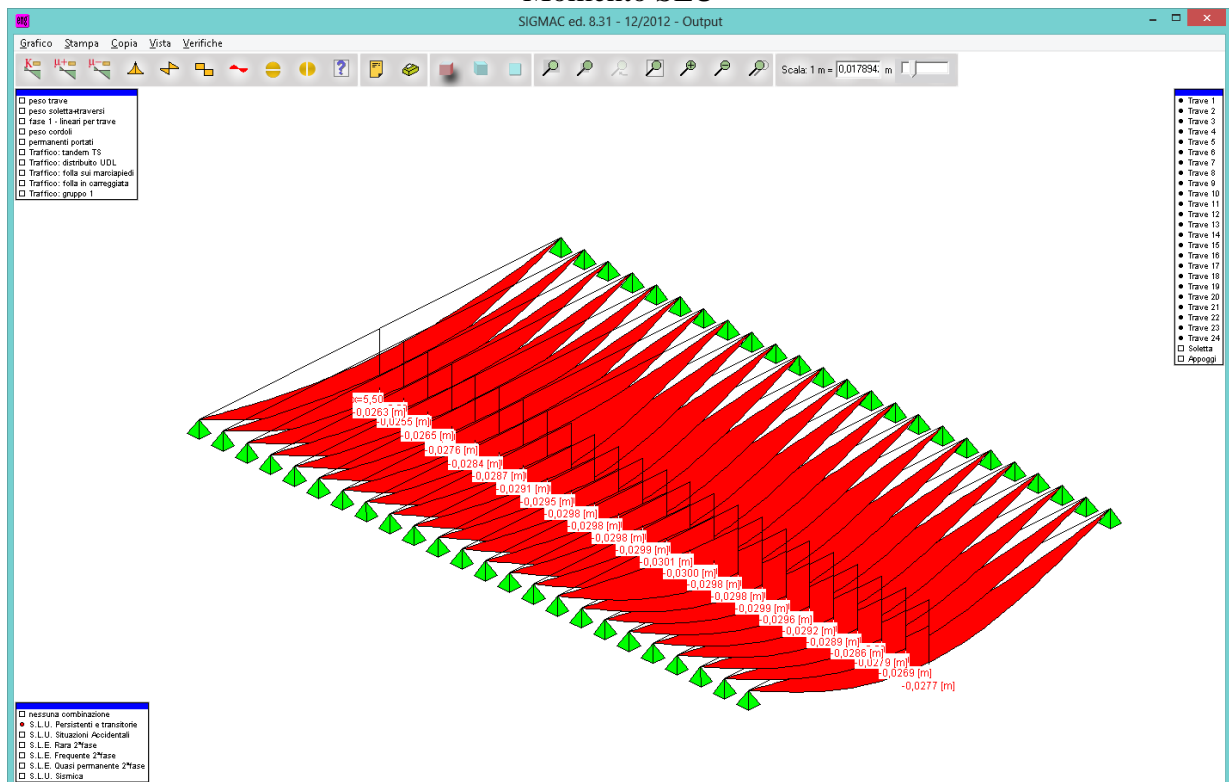 Momento SLU
SIGMAC ed. 8.31 - 12/2012 - Output
Grafico Stampa Copia Vista Verifiche
Scala: 1 m = 0,017894 m
peso trave
peso soletta+traversi
fase 1 - lineari per trave
peso cordoli
permanenti portati
Traffico: tandem TS
Traffico: distribuito UDL
Traffico: folla sui marciapiedi
Traffico: folla in carreggiata
Traffico: gruppo 1
Trave 1
Trave 2
Trave 3
Trave 4
Trave 5
Trave 6
Trave 7
Trave 8
Trave 9
Trave 10
Trave 11
Trave 12
Trave 13
Trave 14
Trave 15
Trave 16
Trave 17
Trave 18
Trave 19
Trave 20
Trave 21
Trave 22
Trave 23
Trave 24
Soletta
Appoggi
x=5,50
-0,0263 [m]
-0,0255 [m]
-0,0265 [m]
-0,0276 [m]
-0,0284 [m]
-0,0287 [m]
-0,0291 [m]
-0,0295 [m]
-0,0298 [m]
-0,0298 [m]
-0,0298 [m]
-0,0299 [m]
-0,0301 [m]
-0,0300 [m]
-0,0298 [m]
-0,0298 [m]
-0,0299 [m]
-0,0296 [m]
-0,0292 [m]
-0,0289 [m]
-0,0286 [m]
-0,0279 [m]
-0,0269 [m]
-0,0277 [m]
nessuna combinazione
S.L.U. Persistenti e transitorie
S.L.U. Situazioni Accidentali
S.L.E. Rara 2ªfase
S.L.E. Frequente 2ªfase
S.L.E. Quasi permanente 2ªfase
S.L.U. Sismica